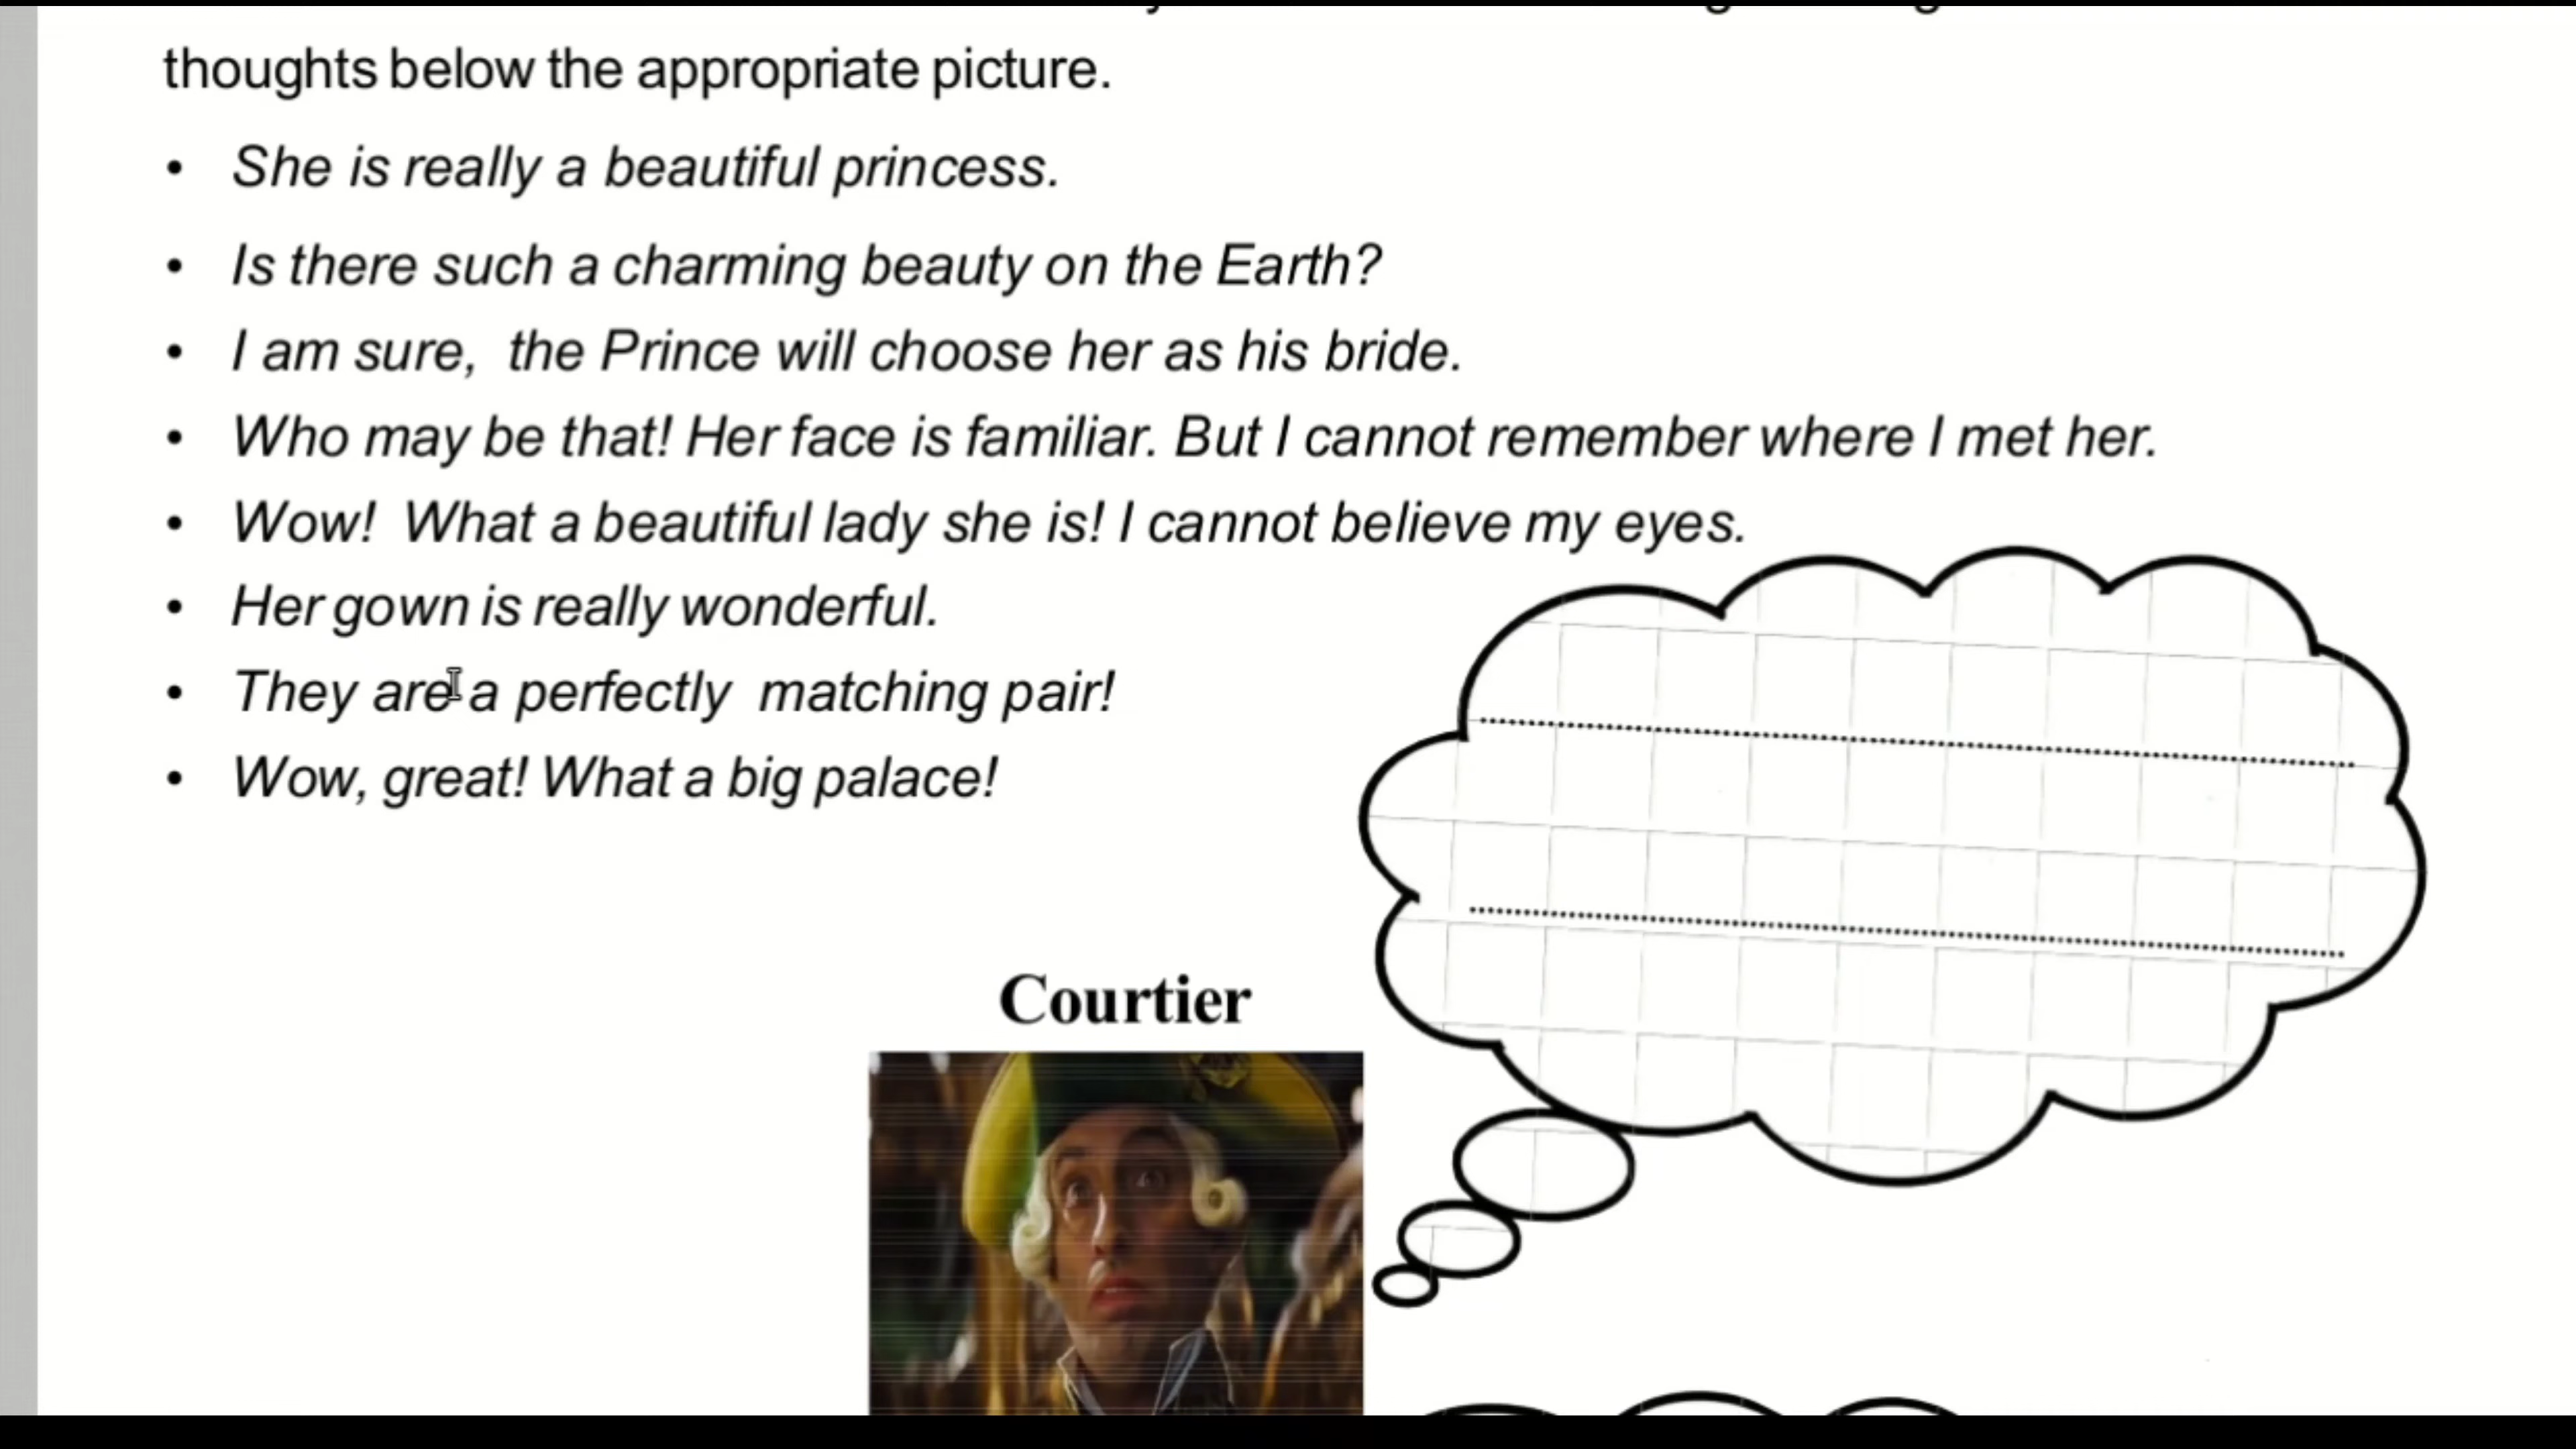 thoughts below the appropriate picture.
• She is really a beautiful princess.
• Is there such a charming beauty on the Earth?
• I am sure, the Prince will choose her as his bride.
• Who may be that! Her face is familiar. But I cannot remember where I met her.
• Wow! What a beautiful lady she is! I cannot believe my eyes.
• Her gown is really wonderful.
• They are a perfectly matching pair!
• Wow, great! What a big palace!
Courtier